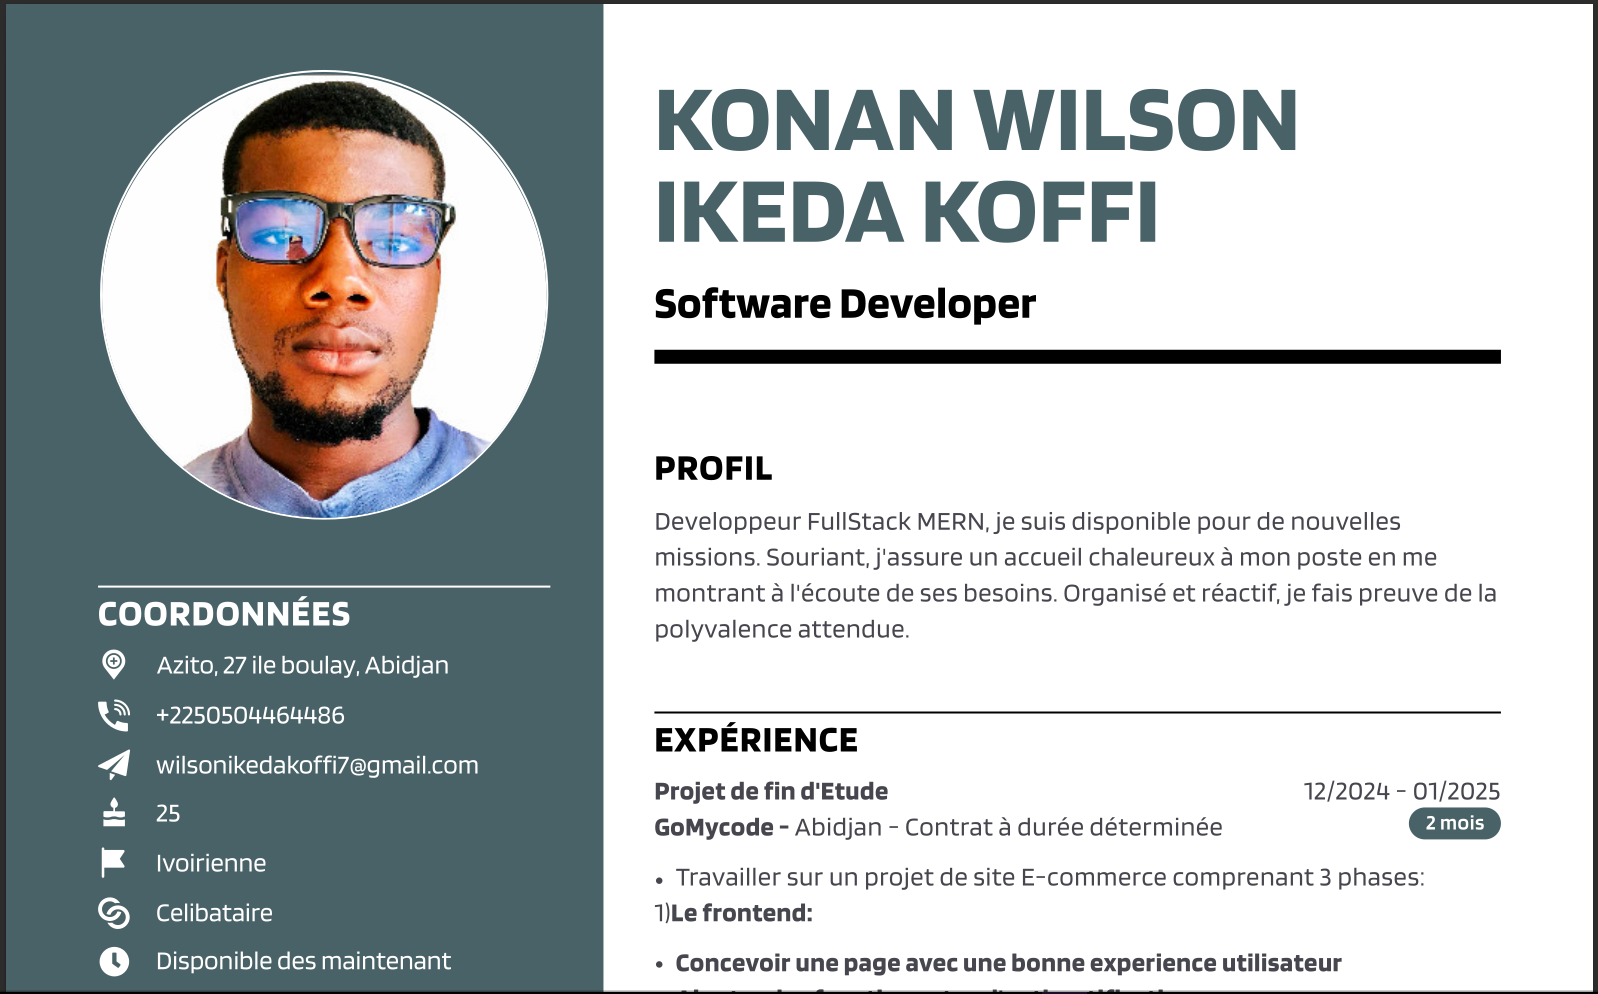 KONAN WILSON
IKEDA KOFFI
Software Developer
COORDONNÉES
Azito, 27 ile boulay, Abidjan
+2250504464486
wilsonikedakoffi7@gmail.com
25
Ivoirienne
Celibataire
Disponible des maintenant
PROFIL
Developpeur FullStack MERN, je suis disponible pour de nouvelles
missions. Souriant, j'assure un accueil chaleureux à mon poste en me
montrant à l'écoute de ses besoins. Organisé et réactif, je fais preuve de la
polyvalence attendue.
EXPÉRIENCE
Projet de fin d'Etude 12/2024 - 01/2025
GoMycode - Abidjan - Contrat à durée déterminée 2 mois
• Travailler sur un projet de site E-commerce comprenant 3 phases:
1)Le frontend:
• Concevoir une page avec une bonne experience utilisateur